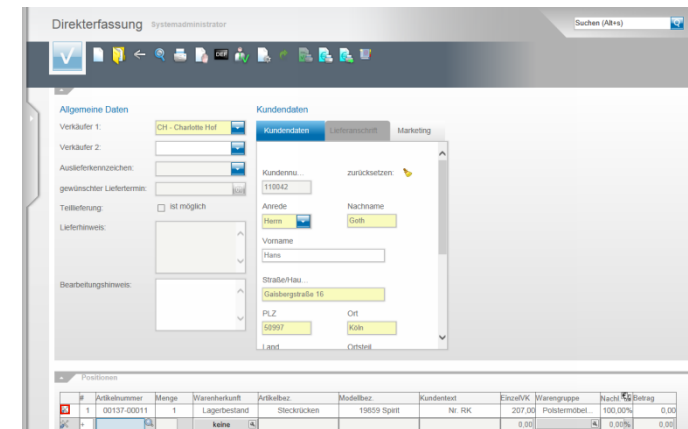 Direkterfassung Systemadministrator
Suchen (Alt+s)
DEF
Allgemeine Daten
Kundendaten
Verkäufer 1: CH - Charlotte Hof
Kundendaten Lieferanschrift Marketing
Verkäufer 2:
Auslieferkennzeichen:
Kundennu... zurücksetzen:
gewünschter Liefertermin:
110042
Teillieferung: ist möglich
Anrede Nachname
Herrn Goth
Lieferhinweis:
Vorname
Hans
Bearbeitungshinweis:
Straße/Hau...
Gaisbergstraße 16
PLZ Ort
50997 Köln
Land Ortsteil
Positionen
# Artikelnummer Menge Warenherkunft Artikelbez. Modellbez. Kundentext EinzelVK Warengruppe Nachl. % Betrag
1 00137-00011 1 Lagerbestand Steckrücken 19859 Spirit Nr. RK 207,00 Polstermöbel... 100,00% 0,00
+ keine 0,00 0,00% 0,00